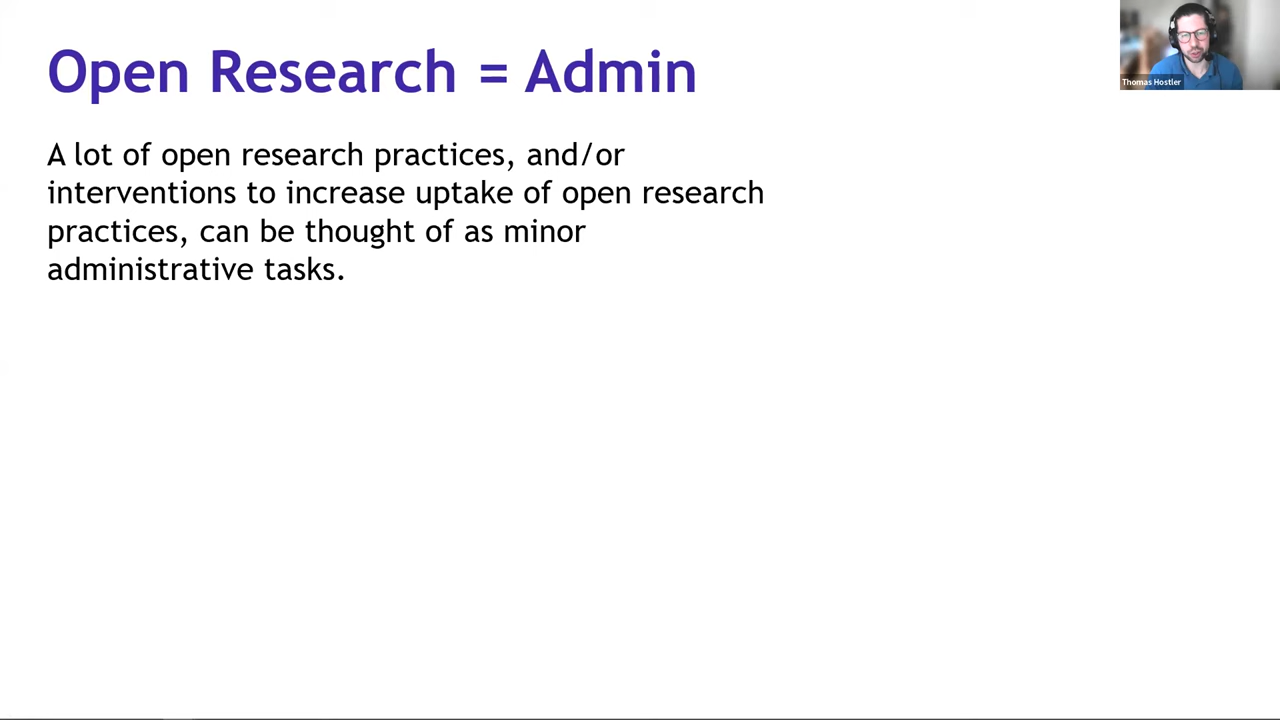 Open Research = Admin
Thomas Hostler
A lot of open research practices, and/or
interventions to increase uptake of open research
practices, can be thought of as minor
administrative tasks.